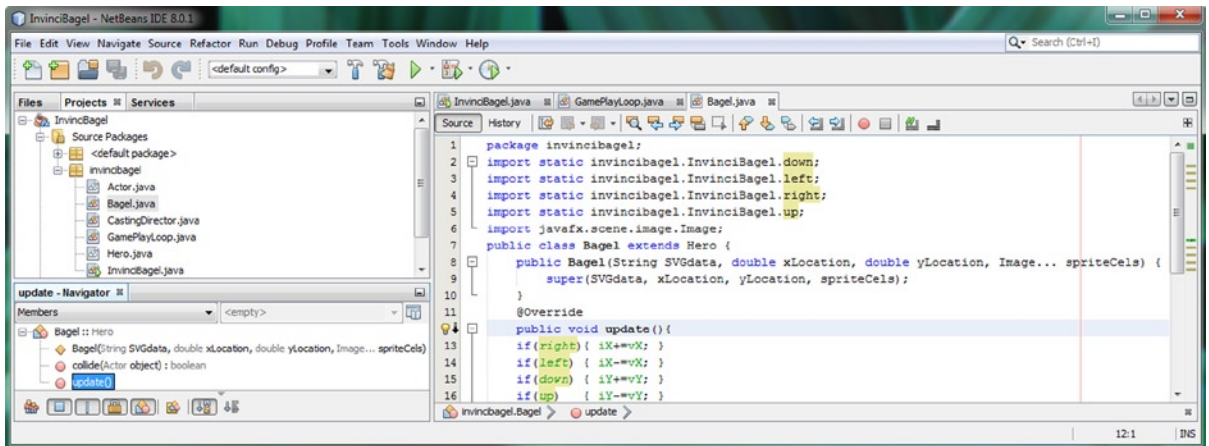 InvinciBagel - NetBeans IDE 8.0.1
File Edit View Navigate Source Refactor Run Debug Profile Team Tools Window Help
Search (Ctrl+I)
<default config>
Files Projects Services
InvinciBagel
Source Packages
<default package>
invincibagel
Actor.java
Bagel.java
CastingDirector.java
GamePlayLoop.java
Hero.java
InvinciBagel.java
update - Navigator
Members <empty>
Bagel :: Hero
Bagel(String SVGdata, double xLocation, double yLocation, Image... spriteCels)
collide(Actor object) : boolean
update()
InvinciBagel.java GamePlayLoop.java Bagel.java
Source History
1 package invincibagel;
2 import static invincibagel.InvinciBagel.down;
3 import static invincibagel.InvinciBagel.left;
4 import static invincibagel.InvinciBagel.right;
5 import static invincibagel.InvinciBagel.up;
6 import javafx.scene.image.Image;
7 public class Bagel extends Hero {
8 public Bagel(String SVGdata, double xLocation, double yLocation, Image... spriteCels) {
9 super(SVGdata, xLocation, yLocation, spriteCels);
10 }
11 @Override
public void update(){
13 if(right){ iX+=vX; }
14 if(left) { iX-=vX; }
15 if(down) { iY+=vY; }
16 if(up) { iY-=vY; }
invincibagel.Bagel update
12:1 INS